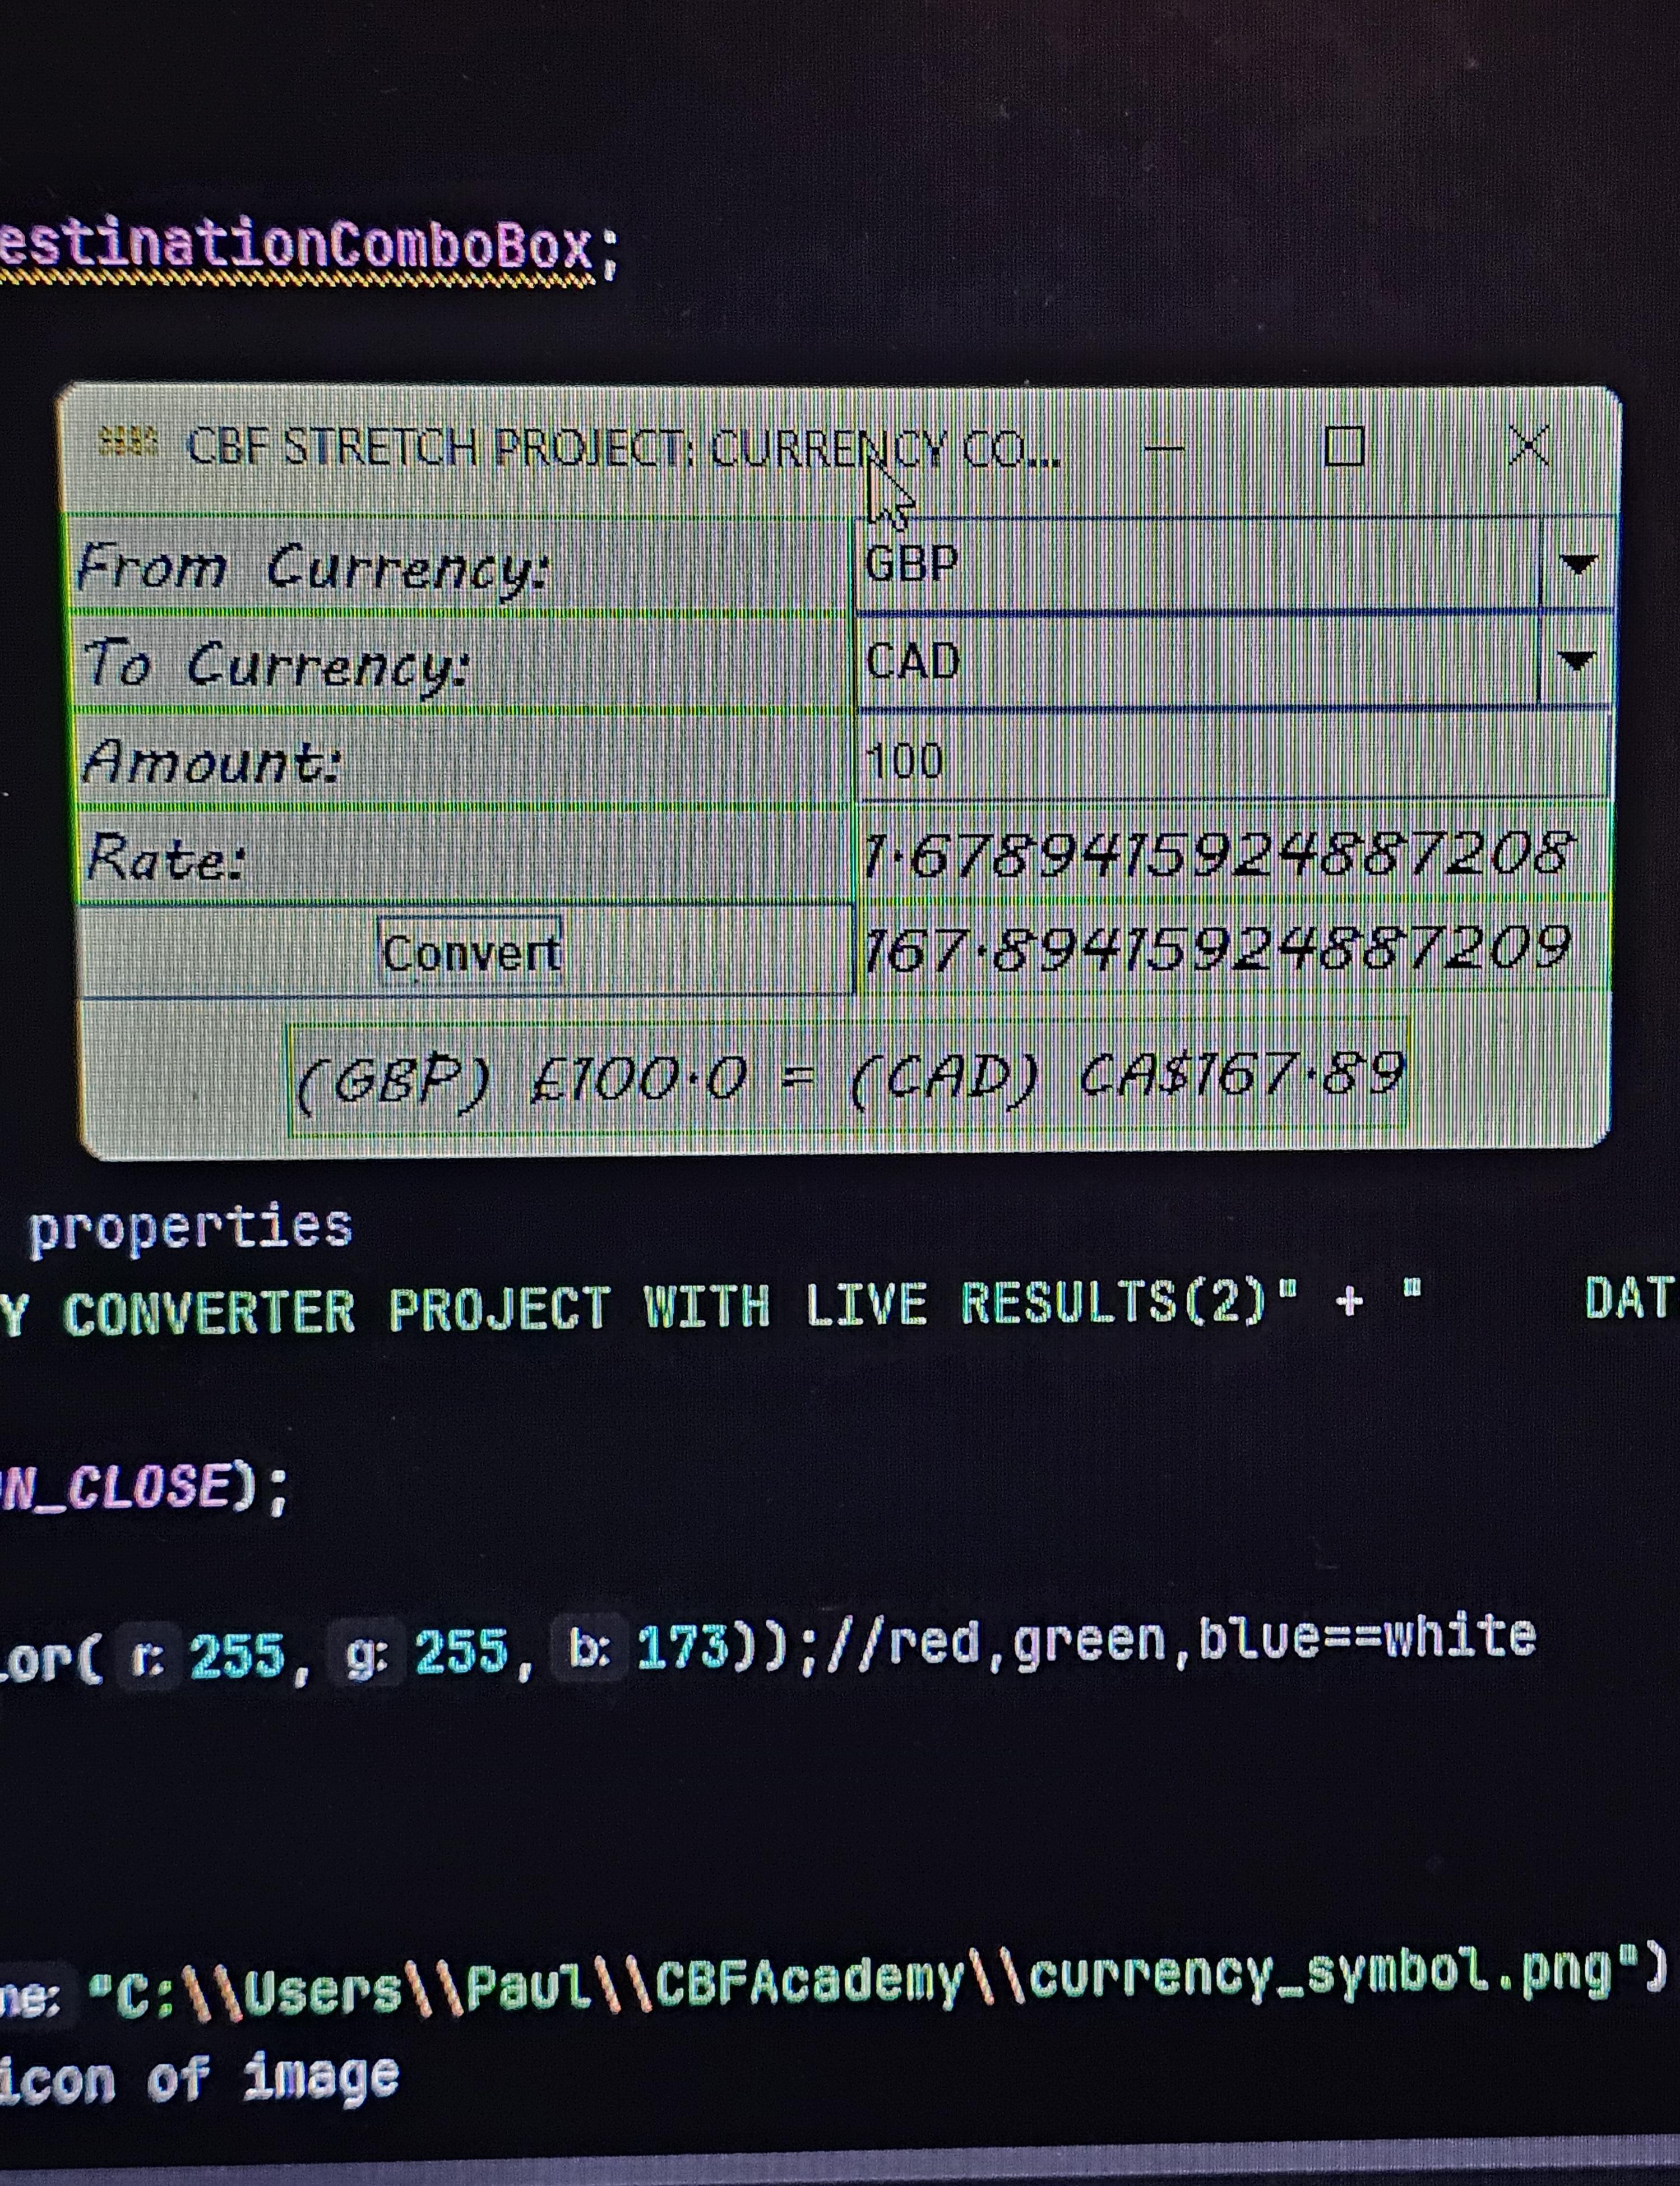 estinationComboBox;
CBF STRETCH PROJECT: CURRENCY CO...
From Currency: GBP
To Currency: CAD
Amount: 100
Rate: 1.6789415924887208
Convert 167.89415924887209
(GBP) £100.0 = (CAD) CA$167.89
properties
Y CONVERTER PROJECT WITH LIVE RESULTS(2)" + " DAT
N_CLOSE);
lor( r: 255, g: 255, b: 173));//red,green,blue==white
me: "C:\\Users\\Paul\\CBFAcademy\\currency_symbol.png")
icon of image